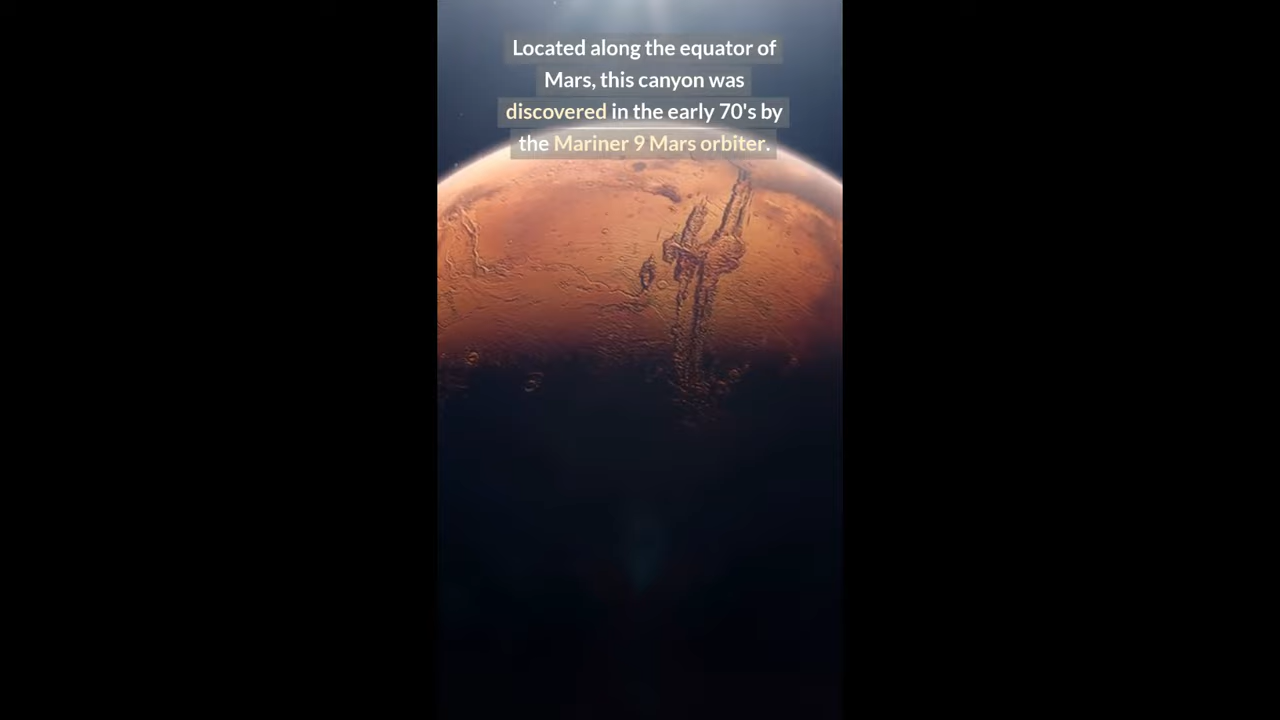 Located along the equator of
Mars, this canyon was
discovered in the early 70's by
the Mariner 9 Mars orbiter.